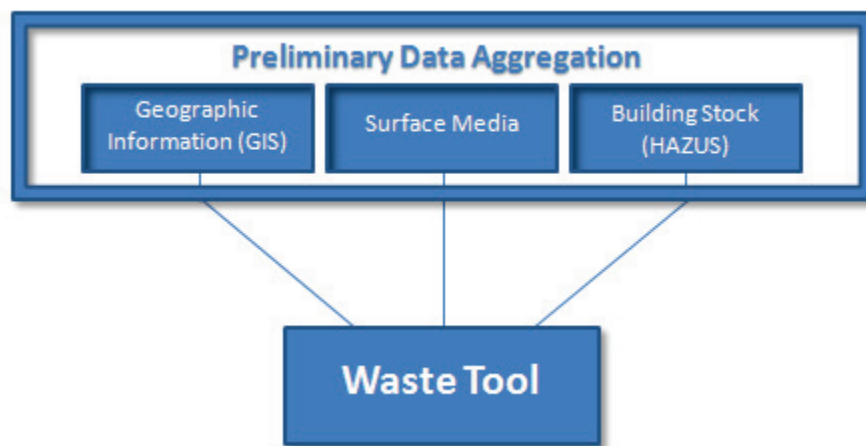 Preliminary Data Aggregation
Geographic
Information (GIS)
Surface Media
Building Stock
(HAZUS)
Waste Tool